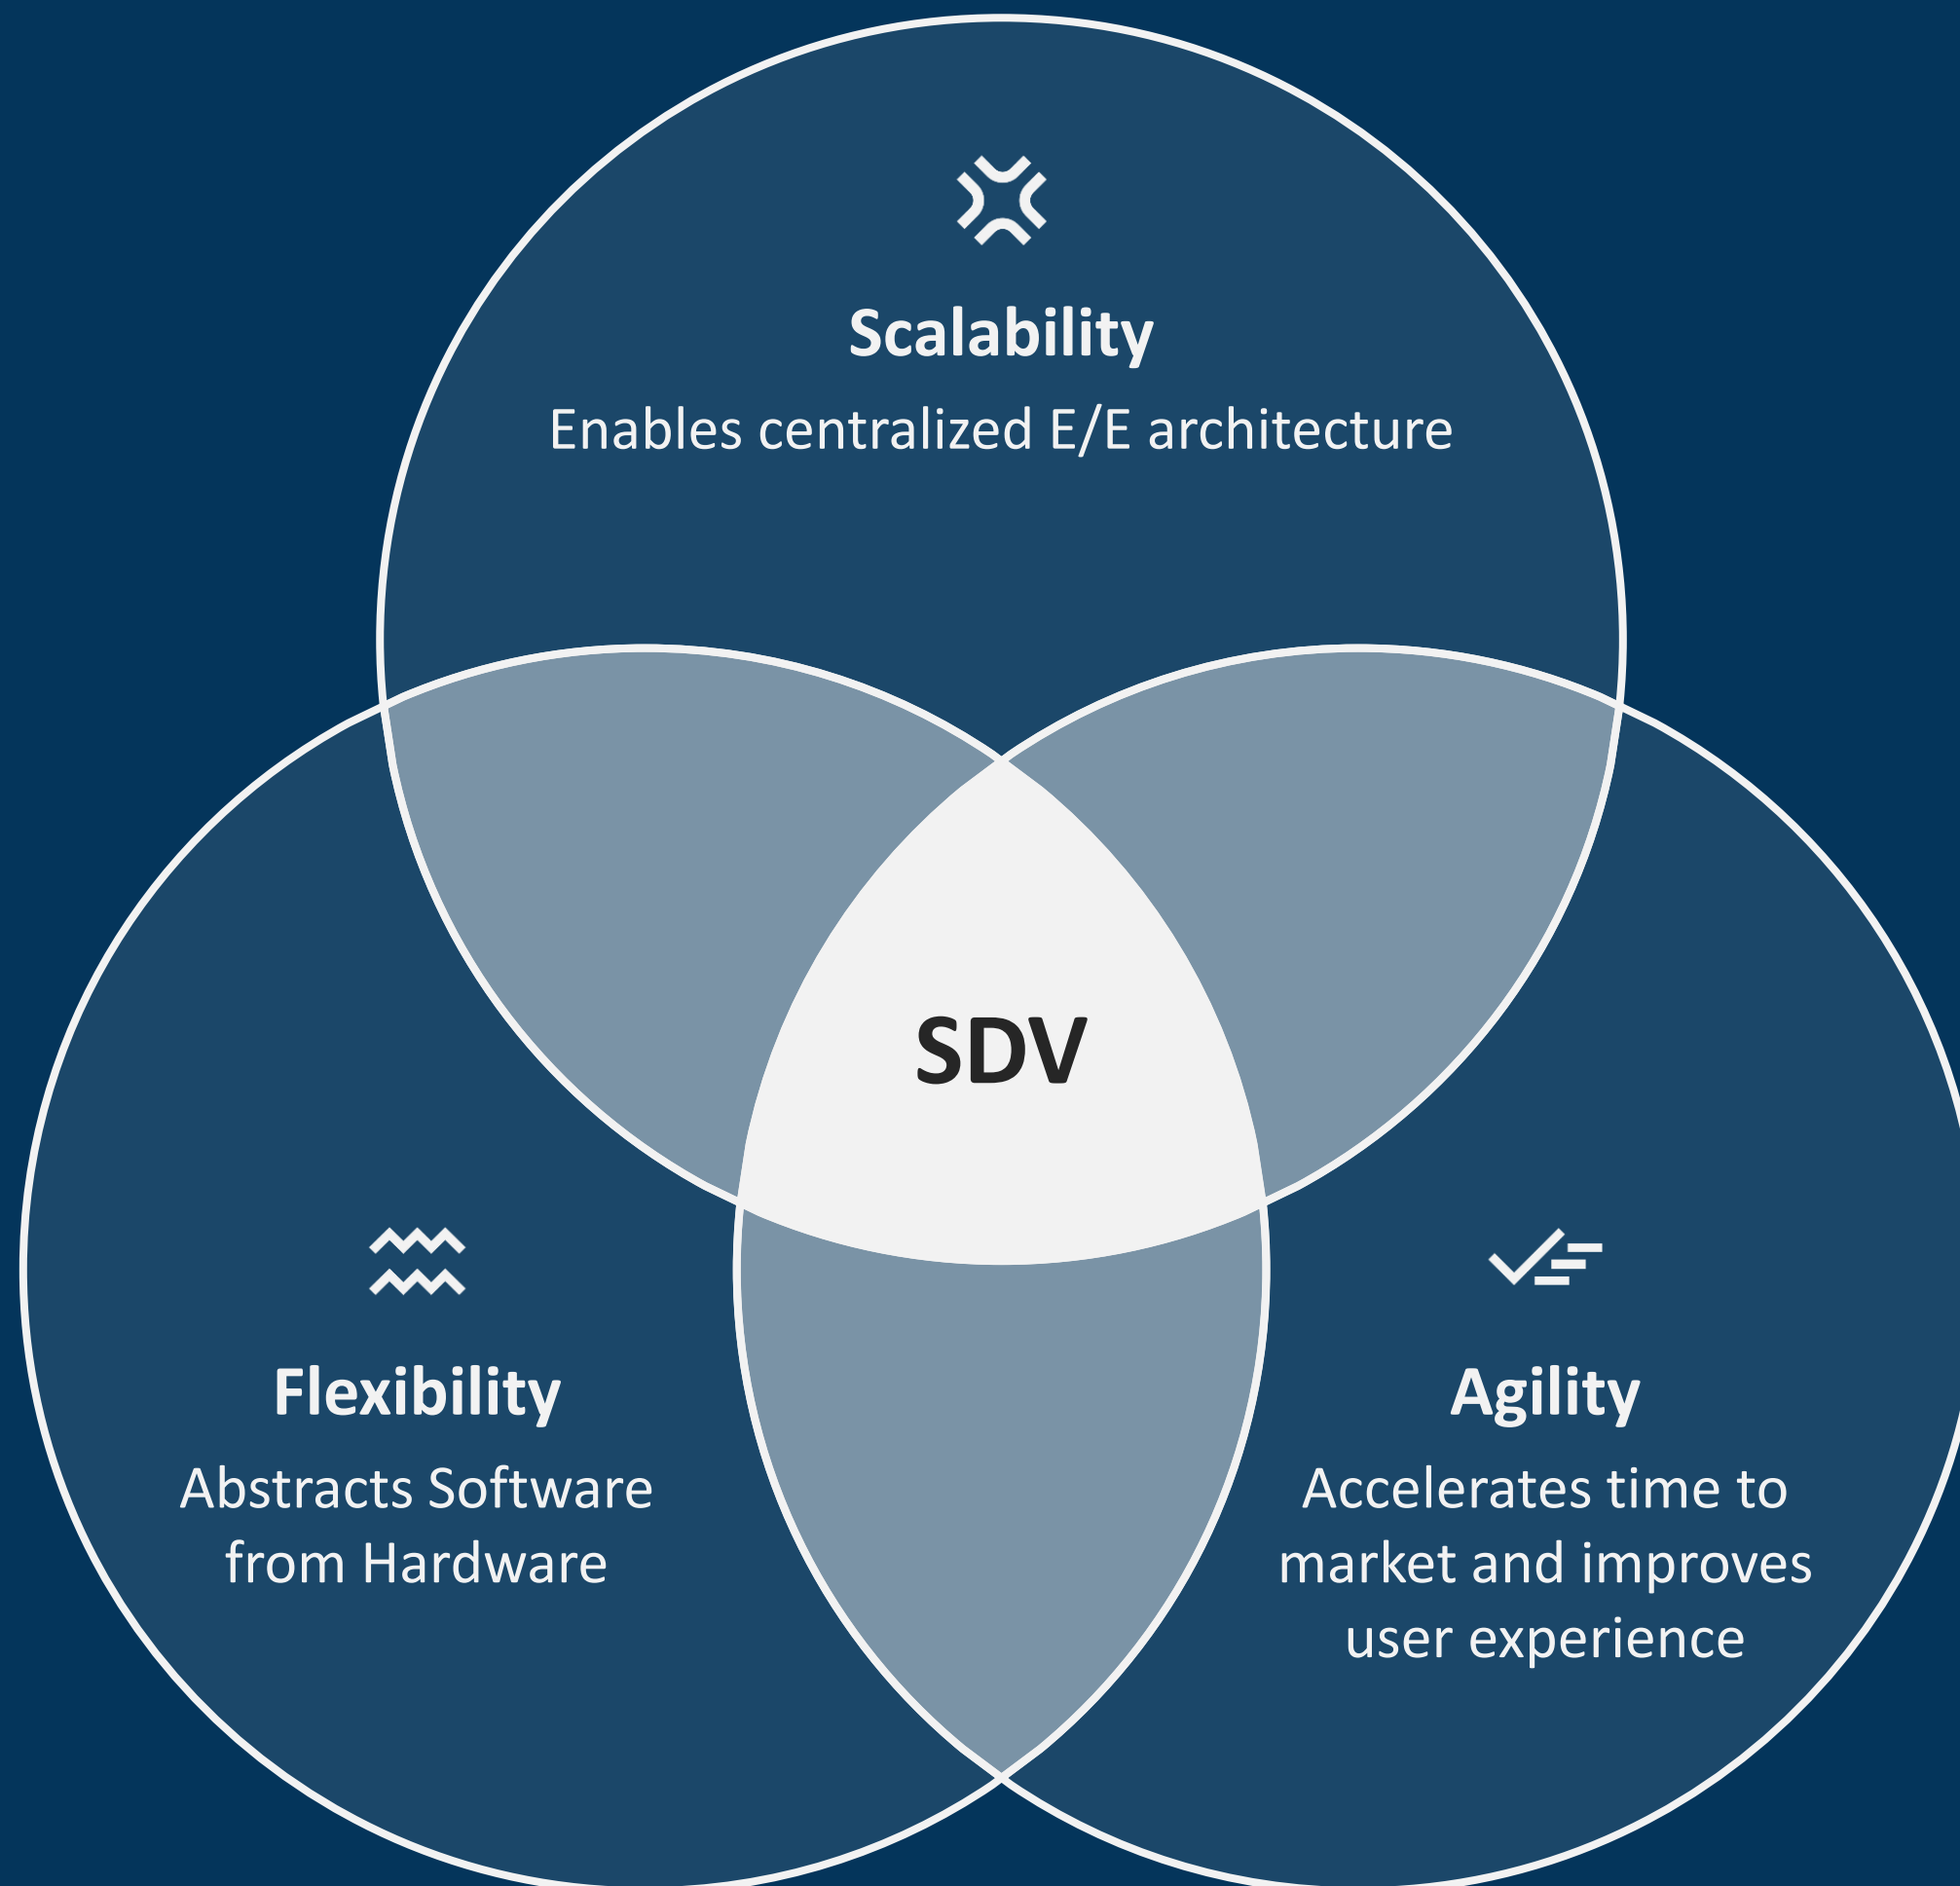 Scalability
Enables centralized E/E architecture
SDV
Flexibility
Abstracts Software
from Hardware
Agility
Accelerates time to
market and improves
user experience